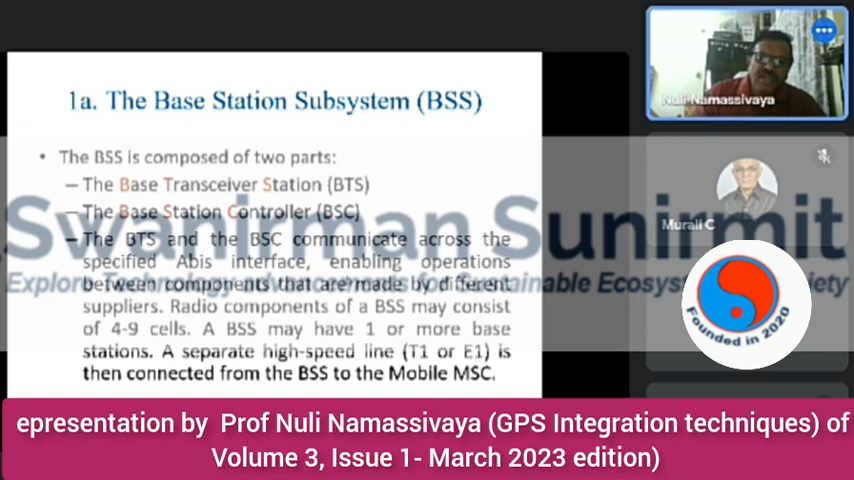 1a. The Base Station Subsystem (BSS)
• The BSS is composed of two parts:
– The Base Transceiver Station (BTS)
– The Base Station Controller (BSC)
– The BTS and the BSC communicate across the
specified Abis interface, enabling operations
between components that are made by different
suppliers. Radio components of a BSS may consist
of 4-9 cells. A BSS may have 1 or more base
stations. A separate high-speed line (T1 or E1) is
then connected from the BSS to the Mobile MSC.
Nuli Namassivaya
Murali C
Swanirman Sunirmit
Explore Technology
Sustainable Ecosys
Founded in 2020
epresentation by Prof Nuli Namassivaya (GPS Integration techniques) of
Volume 3, Issue 1- March 2023 edition)